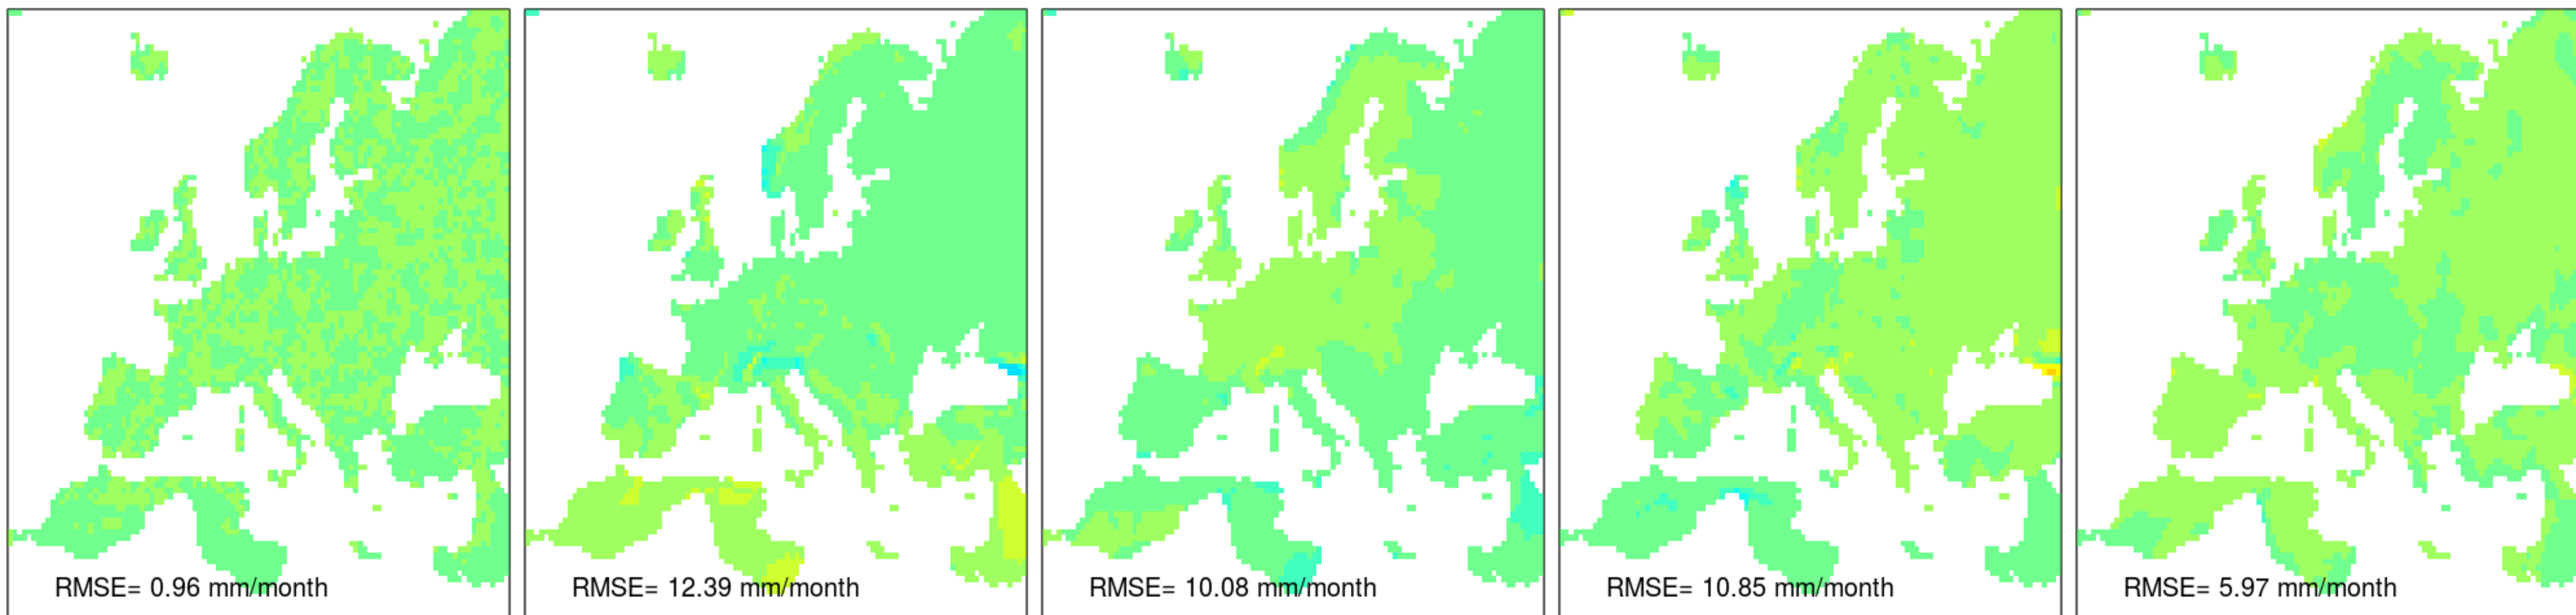 RMSE= 0.96 mm/month
RMSE= 12.39 mm/month
RMSE= 10.08 mm/month
RMSE= 10.85 mm/month
RMSE= 5.97 mm/month